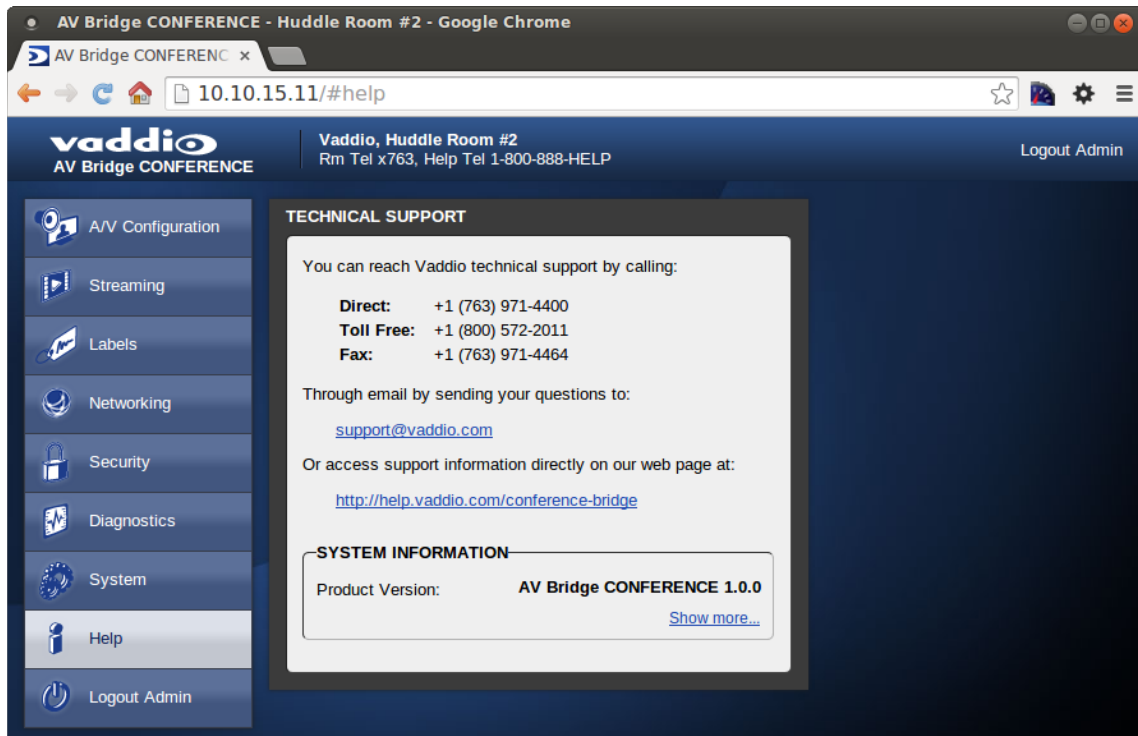 AV Bridge CONFERENCE - Huddle Room #2 - Google Chrome
AV Bridge CONFERENC ×
10.10.15.11/#help
vaddio
AV Bridge CONFERENCE
Vaddio, Huddle Room #2
Rm Tel x763, Help Tel 1-800-888-HELP
Logout Admin
A/V Configuration
Streaming
Labels
Networking
Security
Diagnostics
System
Help
Logout Admin
TECHNICAL SUPPORT
You can reach Vaddio technical support by calling:
Direct: +1 (763) 971-4400
Toll Free: +1 (800) 572-2011
Fax: +1 (763) 971-4464
Through email by sending your questions to:
support@vaddio.com
Or access support information directly on our web page at:
http://help.vaddio.com/conference-bridge
SYSTEM INFORMATION
Product Version: AV Bridge CONFERENCE 1.0.0
Show more...